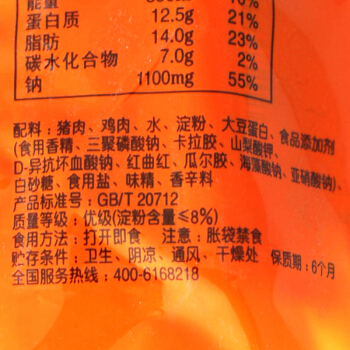 能量
蛋白质 12.5g 21%
脂肪 14.0g 23%
碳水化合物 7.0g 2%
钠 1100mg 55%
配料：猪肉、鸡肉、水、淀粉、大豆蛋白、食品添加剂
(食用香精、三聚磷酸钠、卡拉胶、山梨酸钾、
D-异抗坏血酸钠、红曲红、瓜尔胶、海藻酸钠、亚硝酸钠)、
白砂糖、食用盐、味精、香辛料
产品标准号：GB/T 20712
质量等级：优级(淀粉含量≤8%)
食用方法：打开即食 注意：胀袋禁食
贮存条件：卫生、阴凉、通风、干燥处 保质期：6个月
全国服务热线：400-6168218